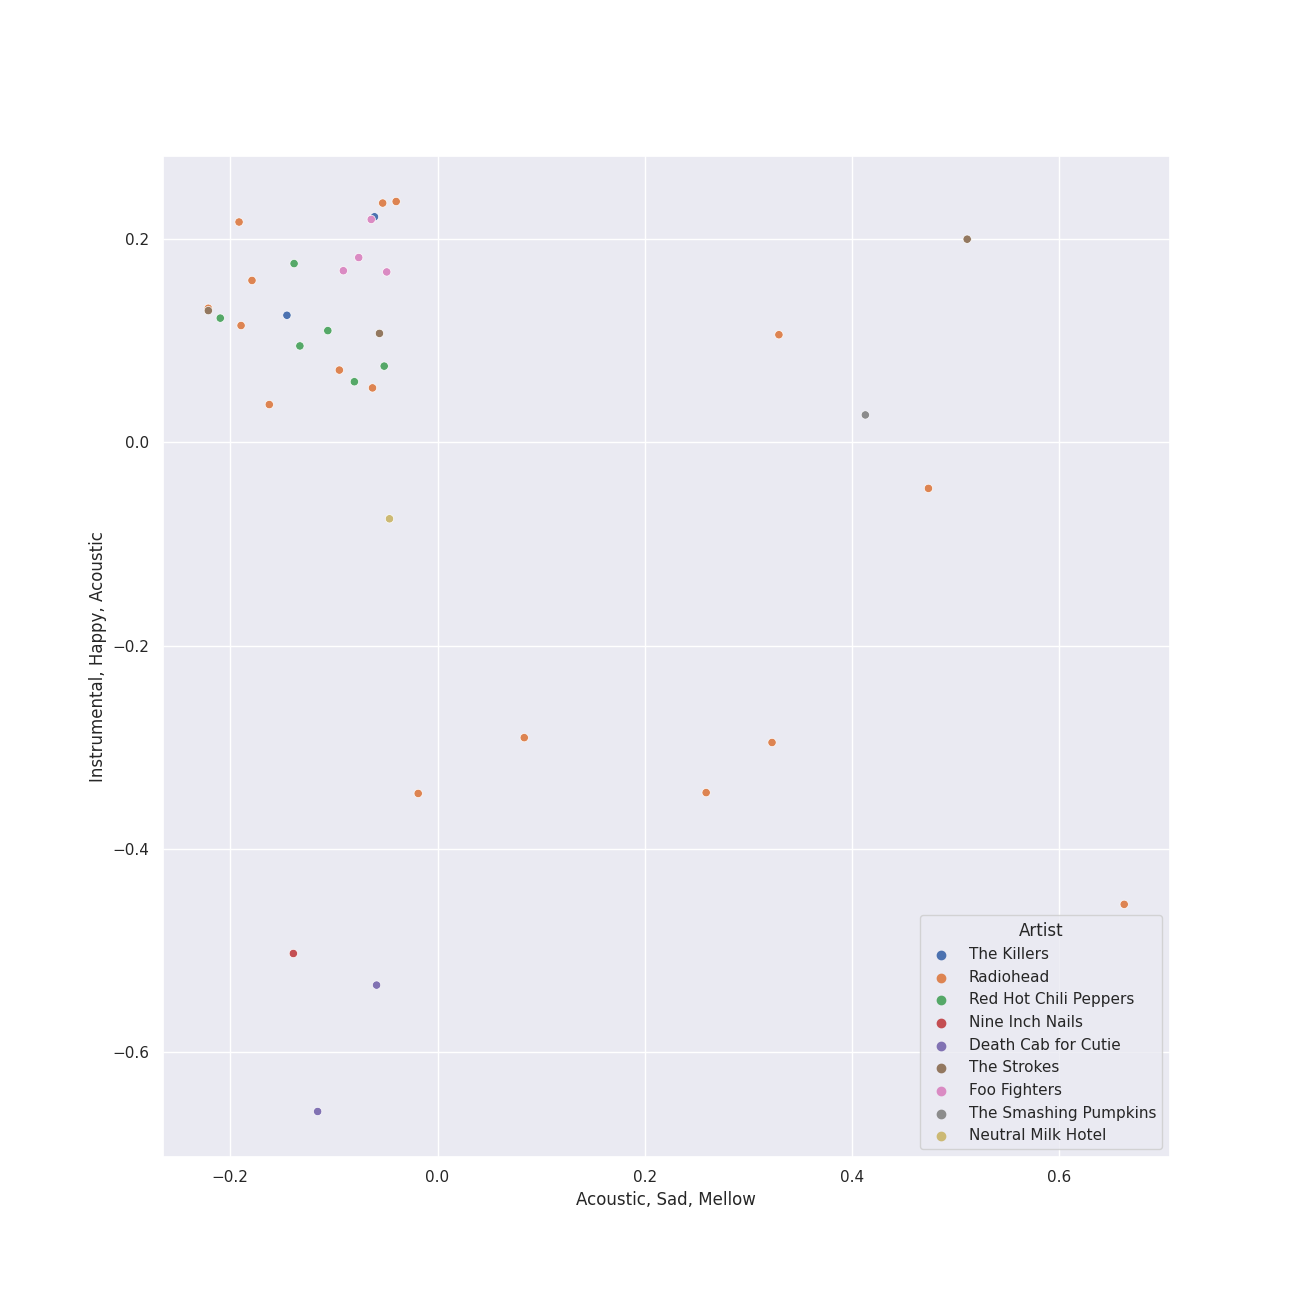 0.2
0.0
−0.2
−0.4
−0.6
Instrumental, Happy, Acoustic
−0.2
0.0
0.2
0.4
0.6
Acoustic, Sad, Mellow
Artist
The Killers
Radiohead
Red Hot Chili Peppers
Nine Inch Nails
Death Cab for Cutie
The Strokes
Foo Fighters
The Smashing Pumpkins
Neutral Milk Hotel